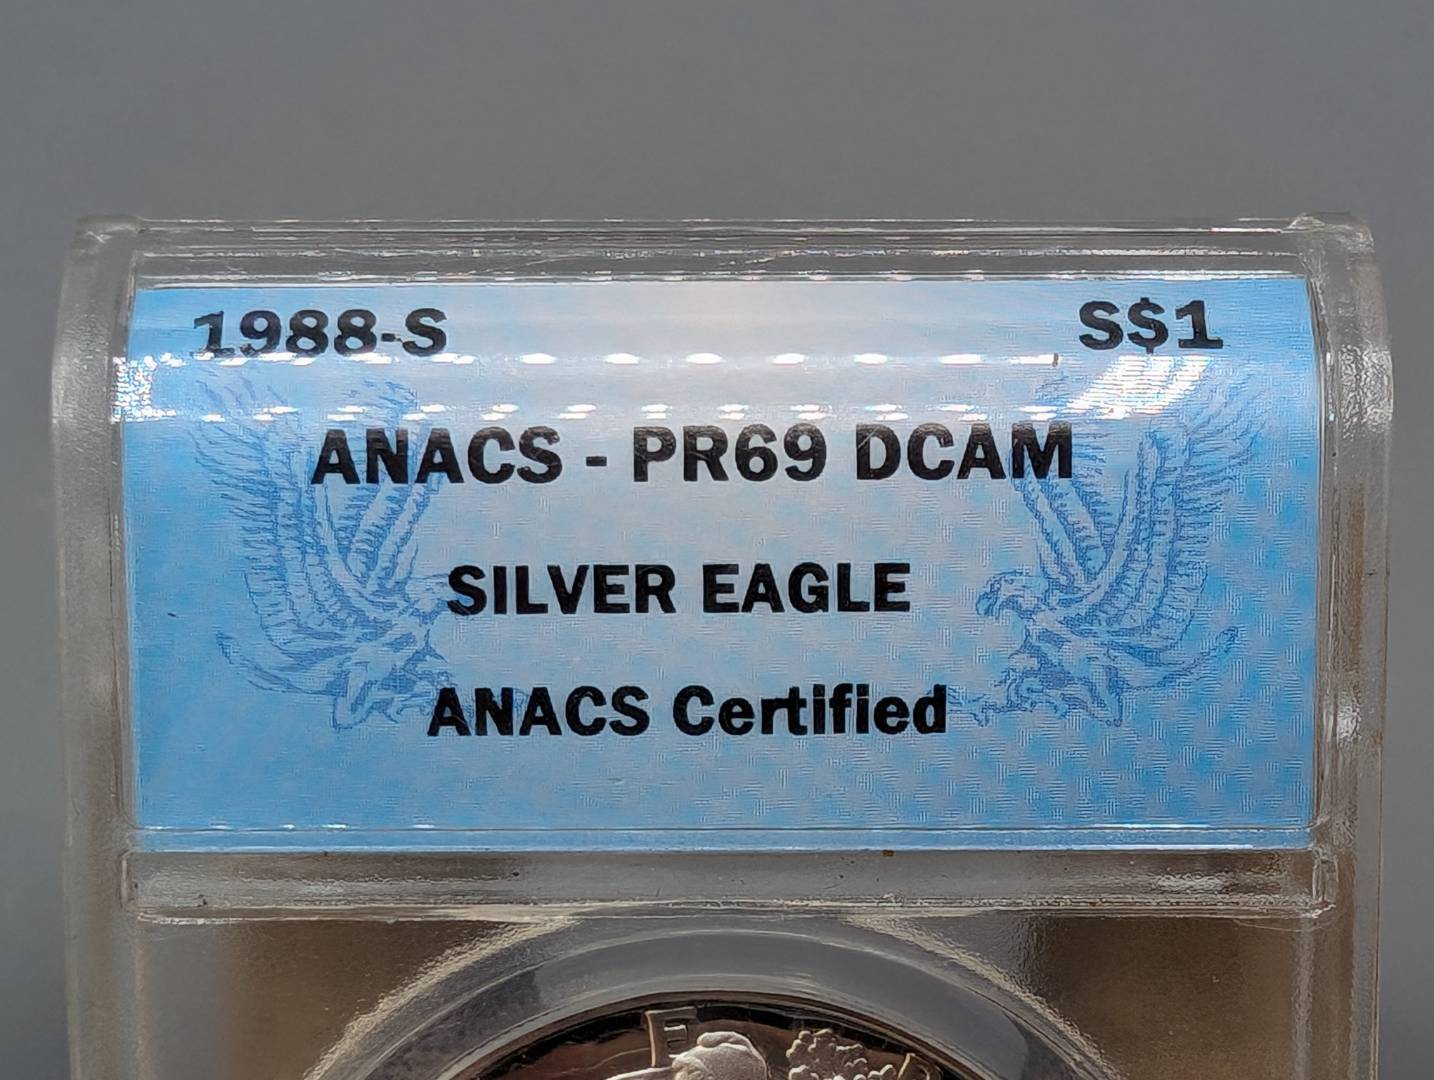 1988-S S$1
ANACS - PR69 DCAM
SILVER EAGLE
ANACS Certified
E